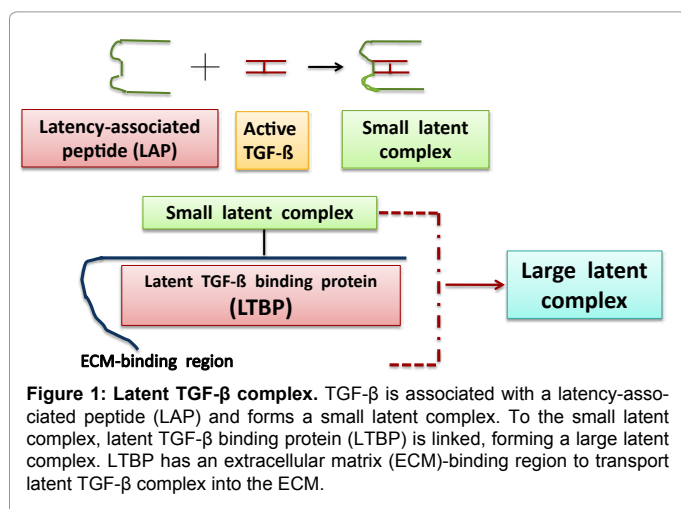 Latency-associated
peptide (LAP)
Active
TGF-ß
Small latent
complex
Small latent complex
Latent TGF-ß binding protein
(LTBP)
Large latent
complex
ECM-binding region
Figure 1: Latent TGF-β complex. TGF-β is associated with a latency-asso-
ciated peptide (LAP) and forms a small latent complex. To the small latent
complex, latent TGF-β binding protein (LTBP) is linked, forming a large latent
complex. LTBP has an extracellular matrix (ECM)-binding region to transport
latent TGF-β complex into the ECM.